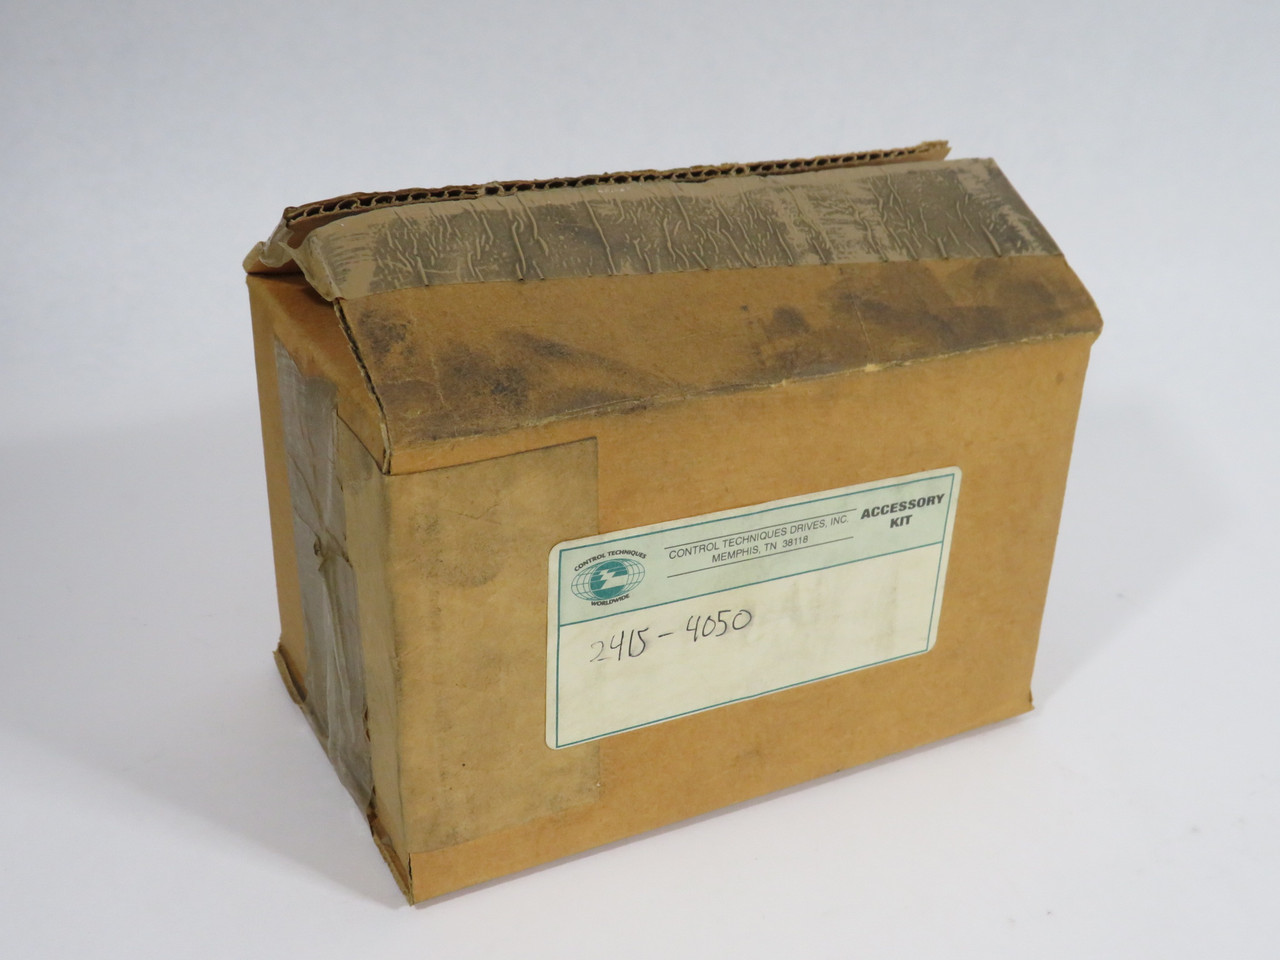 CONTROL TECHNIQUES
WORLDWIDE
CONTROL TECHNIQUES DRIVES, INC.
MEMPHIS, TN 38118
ACCESSORY
KIT
2415-4050